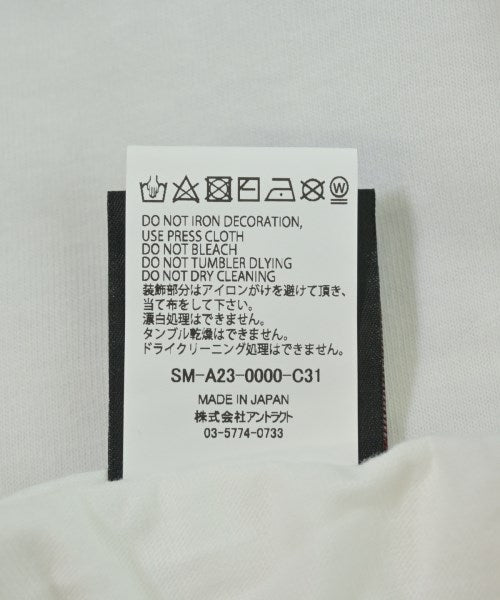 DO NOT IRON DECORATION,
USE PRESS CLOTH
DO NOT BLEACH
DO NOT TUMBLER DLYING
DO NOT DRY CLEANING
装飾部分はアイロンがけを避けて頂き、
当て布をして下さい。
漂白処理はできません。
タンブル乾燥はできません。
ドライクリーニング処理はできません。
SM-A23-0000-C31
MADE IN JAPAN
株式会社アントラクト
03-5774-0733